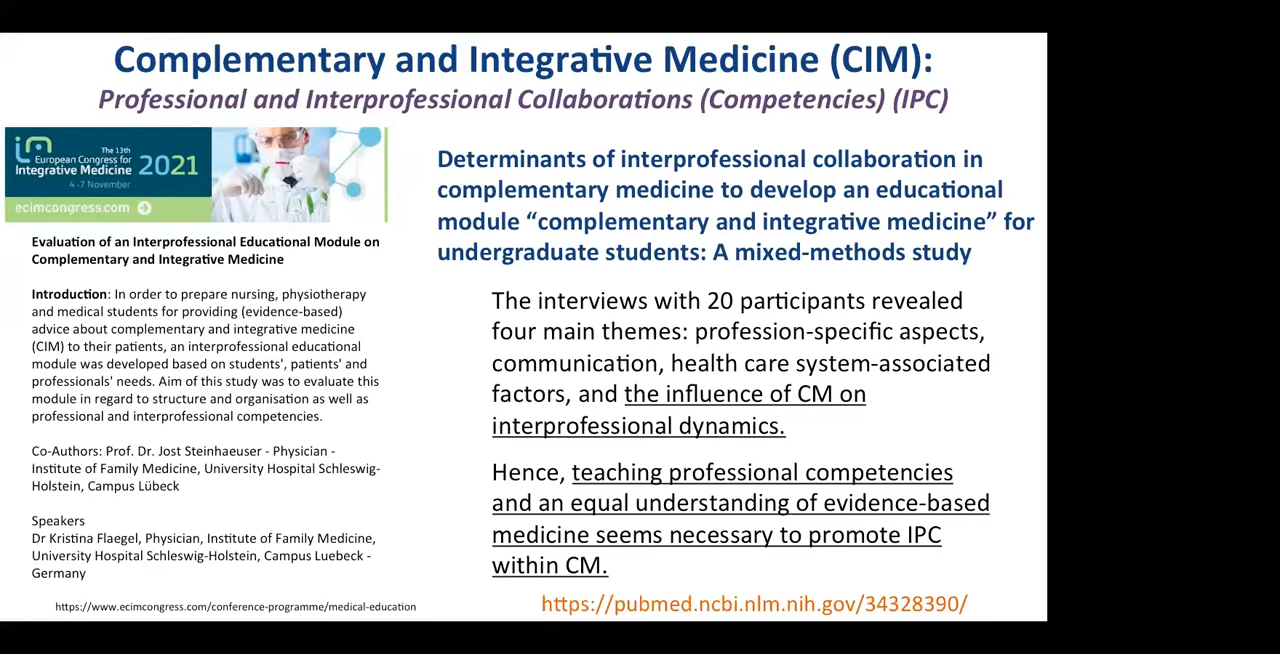 Complementary and Integrative Medicine (CIM):
Professional and Interprofessional Collaborations (Competencies) (IPC)
The 13th
European Congress for
Integrative Medicine
2021
4 -7 November
ecimcongress.com
Evaluation of an Interprofessional Educational Module on
Complementary and Integrative Medicine
Introduction: In order to prepare nursing, physiotherapy
and medical students for providing (evidence-based)
advice about complementary and integrative medicine
(CIM) to their patients, an interprofessional educational
module was developed based on students', patients' and
professionals' needs. Aim of this study was to evaluate this
module in regard to structure and organisation as well as
professional and interprofessional competencies.
Co-Authors: Prof. Dr. Jost Steinhaeuser - Physician -
Institute of Family Medicine, University Hospital Schleswig-
Holstein, Campus Lübeck
Speakers
Dr Kristina Flaegel, Physician, Institute of Family Medicine,
University Hospital Schleswig-Holstein, Campus Luebeck -
Germany
https://www.ecimcongress.com/conference-programme/medical-education
Determinants of interprofessional collaboration in
complementary medicine to develop an educational
module “complementary and integrative medicine” for
undergraduate students: A mixed-methods study
The interviews with 20 participants revealed
four main themes: profession-specific aspects,
communication, health care system-associated
factors, and the influence of CM on
interprofessional dynamics.
Hence, teaching professional competencies
and an equal understanding of evidence-based
medicine seems necessary to promote IPC
within CM.
https://pubmed.ncbi.nlm.nih.gov/34328390/